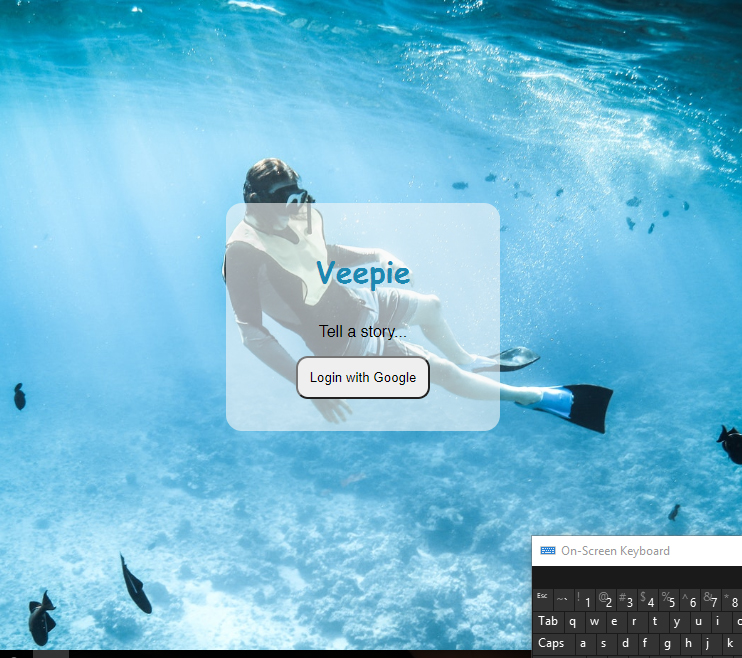 Veepie
Tell a story...
Login with Google
On-Screen Keyboard
Esc ~ ` ! 1 @ 2 # 3 $ 4 % 5 ^ 6 & 7 * 8
Tab q w e r t y u i
Caps a s d f g h j k